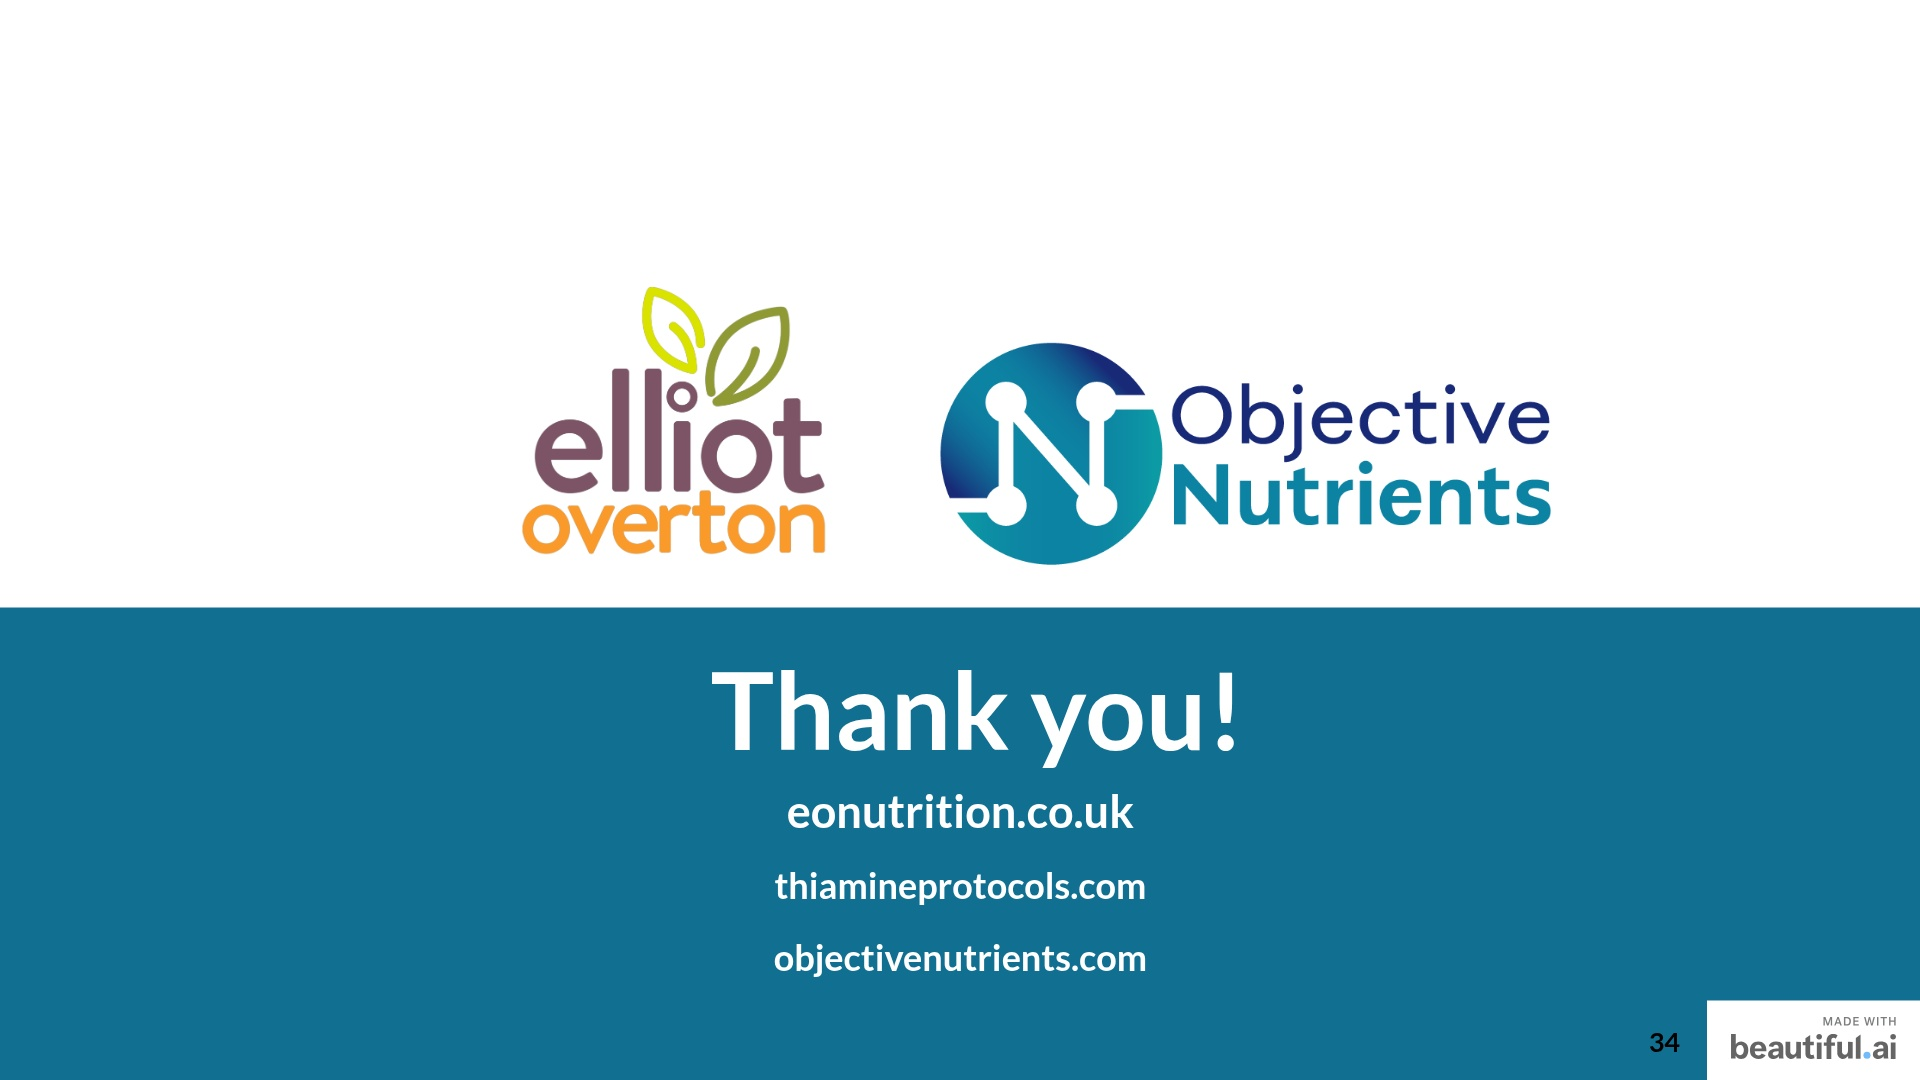 elliot
overton
Objective
Nutrients
Thank you!
eonutrition.co.uk
thiamineprotocols.com
objectivenutrients.com
34
MADE WITH
beautiful.ai